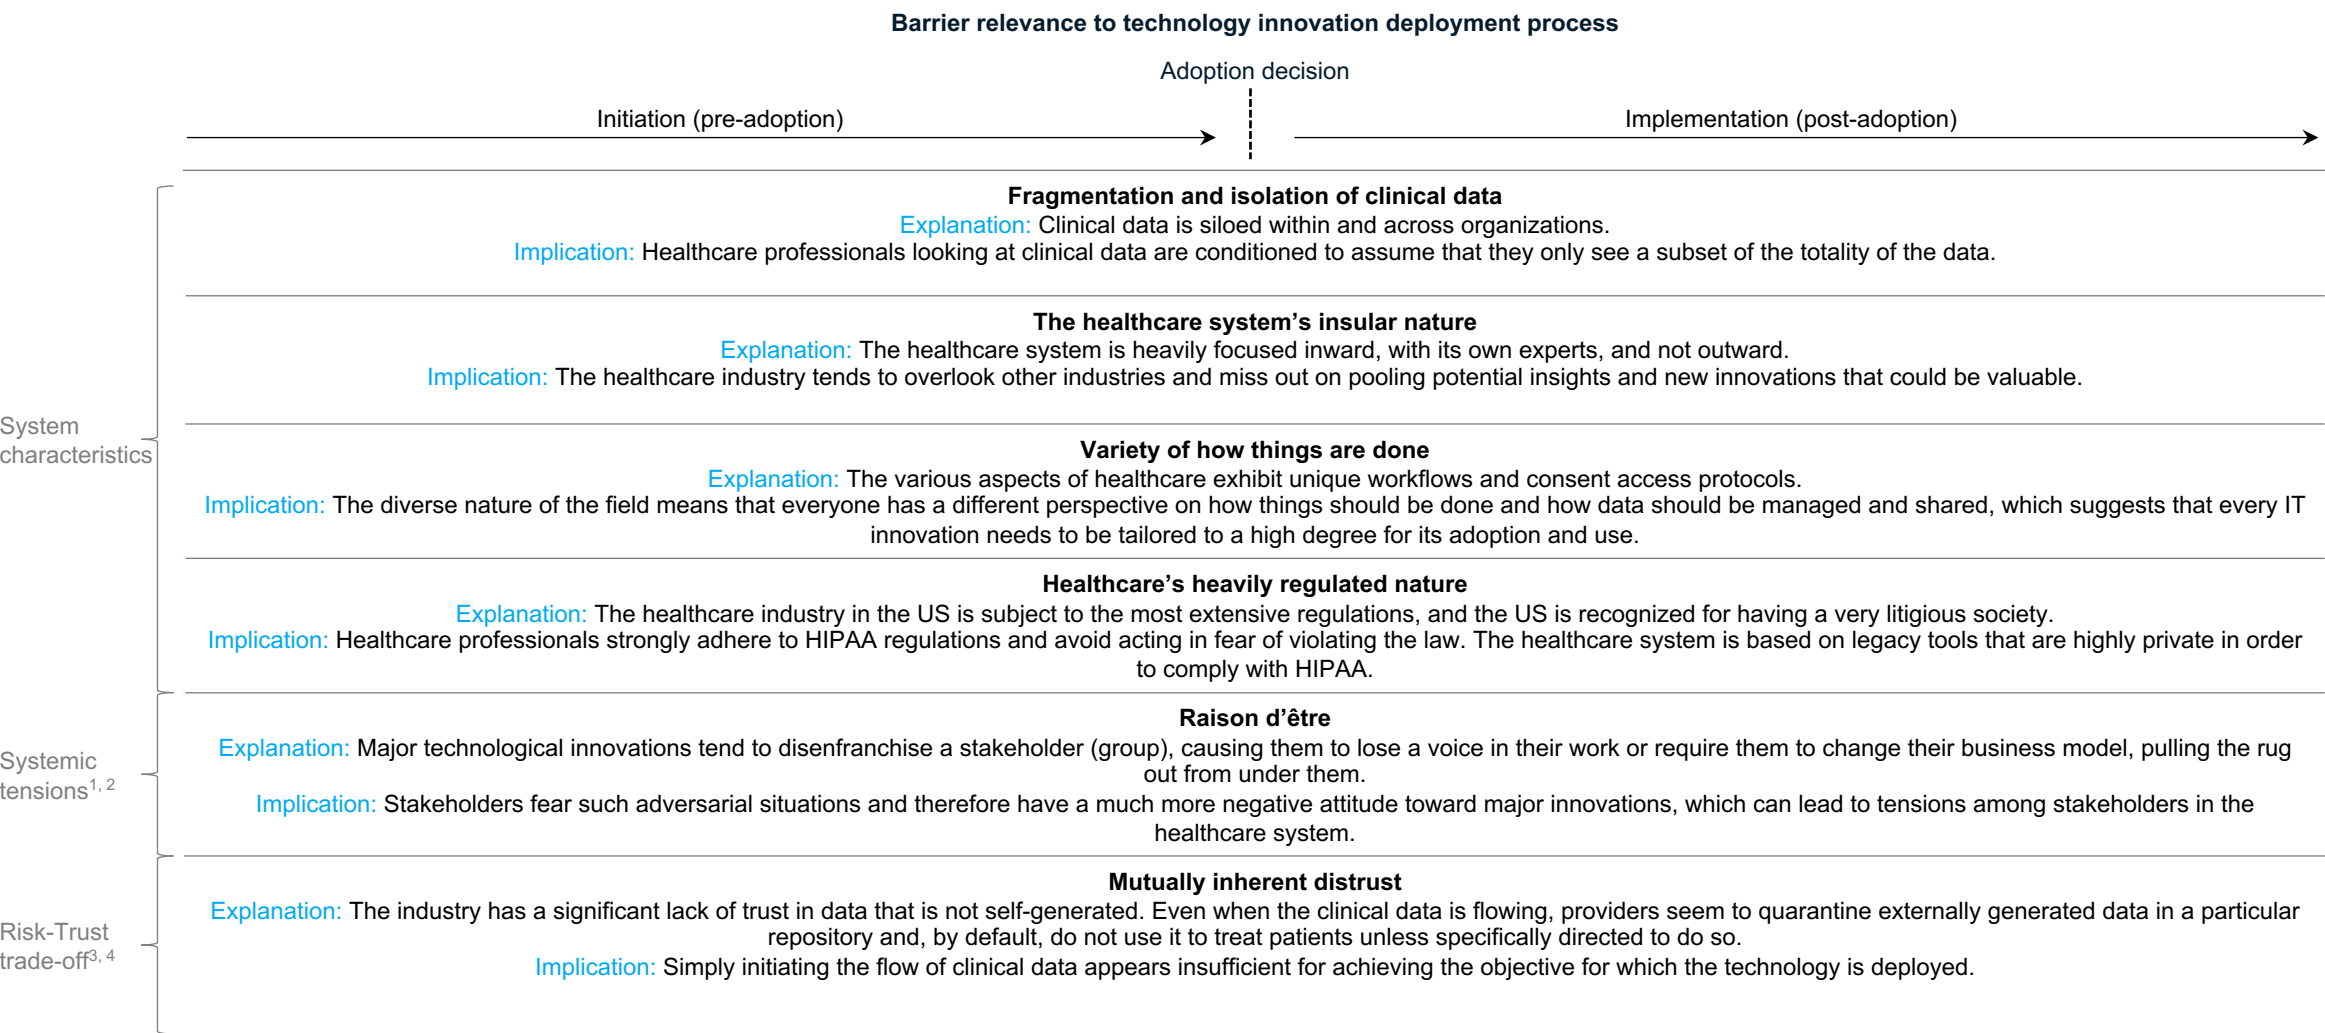 Barrier relevance to technology innovation deployment process
Adoption decision
Initiation (pre-adoption)
Implementation (post-adoption)
System
characteristics
Fragmentation and isolation of clinical data
Explanation: Clinical data is siloed within and across organizations.
Implication: Healthcare professionals looking at clinical data are conditioned to assume that they only see a subset of the totality of the data.
The healthcare system’s insular nature
Explanation: The healthcare system is heavily focused inward, with its own experts, and not outward.
Implication: The healthcare industry tends to overlook other industries and miss out on pooling potential insights and new innovations that could be valuable.
Variety of how things are done
Explanation: The various aspects of healthcare exhibit unique workflows and consent access protocols.
Implication: The diverse nature of the field means that everyone has a different perspective on how things should be done and how data should be managed and shared, which suggests that every IT
innovation needs to be tailored to a high degree for its adoption and use.
Healthcare’s heavily regulated nature
Explanation: The healthcare industry in the US is subject to the most extensive regulations, and the US is recognized for having a very litigious society.
Implication: Healthcare professionals strongly adhere to HIPAA regulations and avoid acting in fear of violating the law. The healthcare system is based on legacy tools that are highly private in order
to comply with HIPAA.
Systemic
tensions1, 2
Raison d’être
Explanation: Major technological innovations tend to disenfranchise a stakeholder (group), causing them to lose a voice in their work or require them to change their business model, pulling the rug
out from under them.
Implication: Stakeholders fear such adversarial situations and therefore have a much more negative attitude toward major innovations, which can lead to tensions among stakeholders in the
healthcare system.
Risk-Trust
trade-off3, 4
Mutually inherent distrust
Explanation: The industry has a significant lack of trust in data that is not self-generated. Even when the clinical data is flowing, providers seem to quarantine externally generated data in a particular
repository and, by default, do not use it to treat patients unless specifically directed to do so.
Implication: Simply initiating the flow of clinical data appears insufficient for achieving the objective for which the technology is deployed.